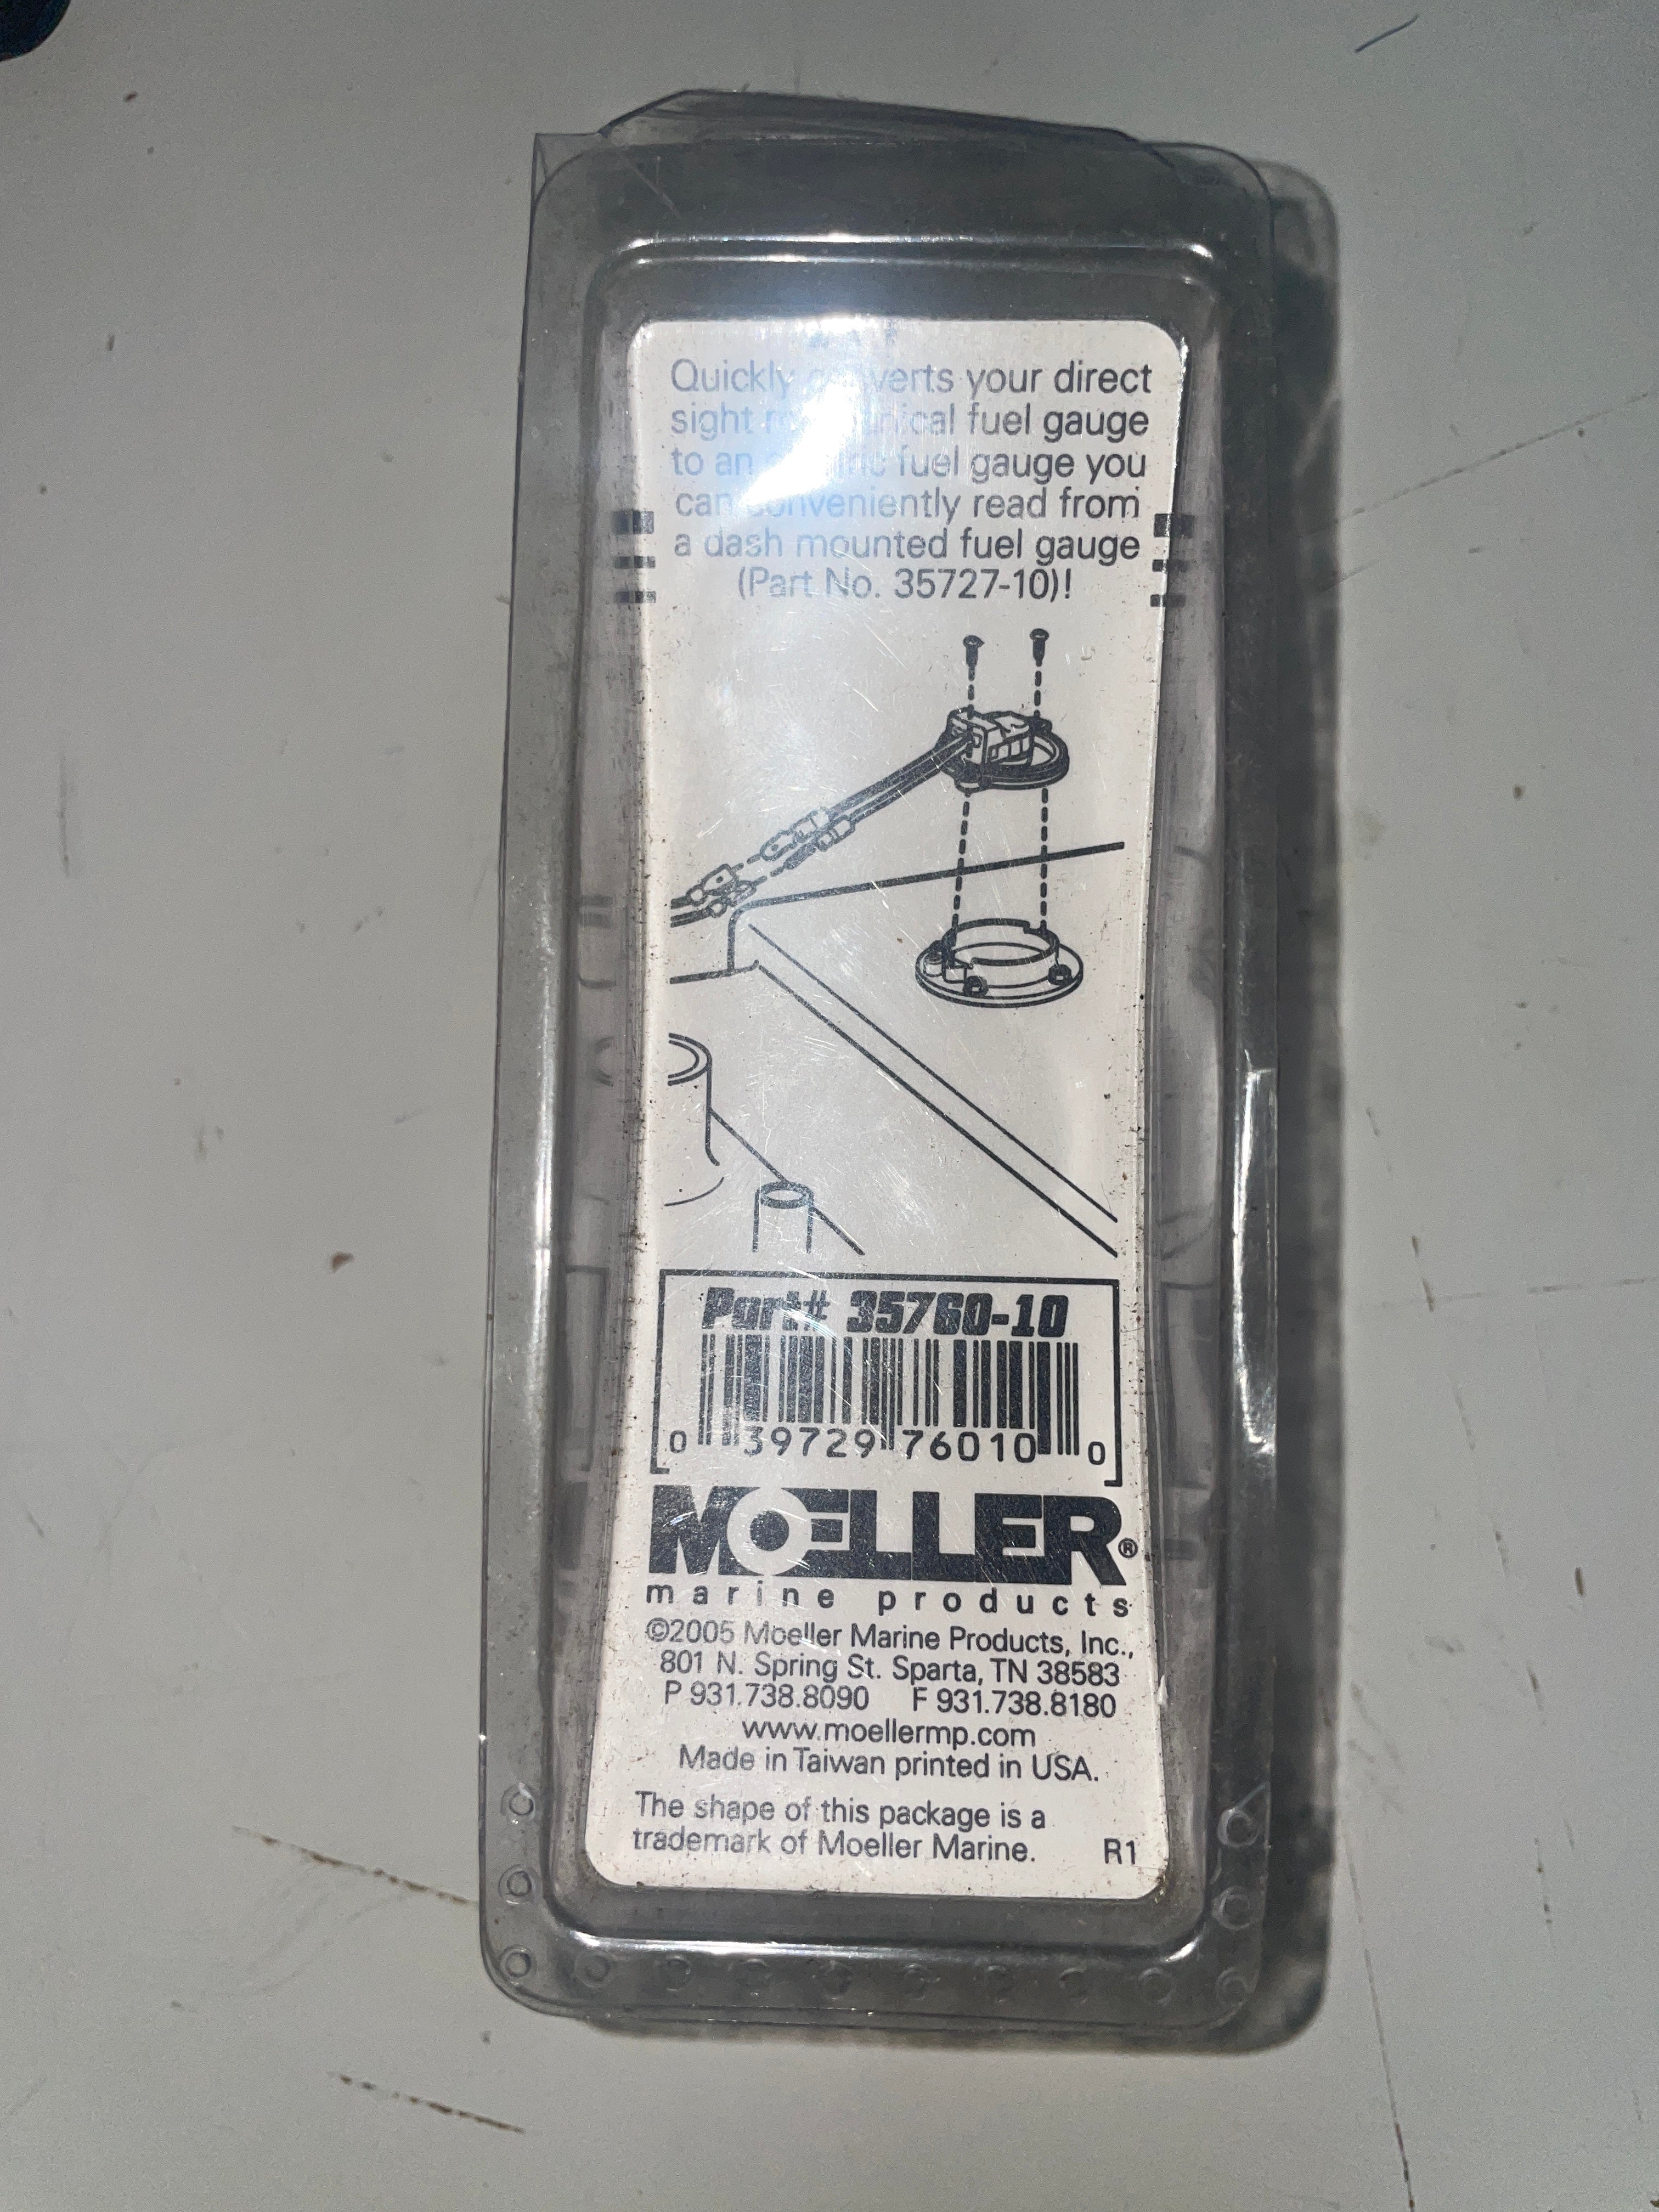 Quickly converts your direct
sight mechanical fuel gauge
to an electric fuel gauge you
can conveniently read from
a dash mounted fuel gauge
(Part No. 35727-10)!
Part# 35760-10
0 39729 76010 0
MOELLER®
marine products
©2005 Moeller Marine Products, Inc.,
801 N. Spring St. Sparta, TN 38583
P 931.738.8090 F 931.738.8180
www.moellermp.com
Made in Taiwan printed in USA.
The shape of this package is a
trademark of Moeller Marine. R1